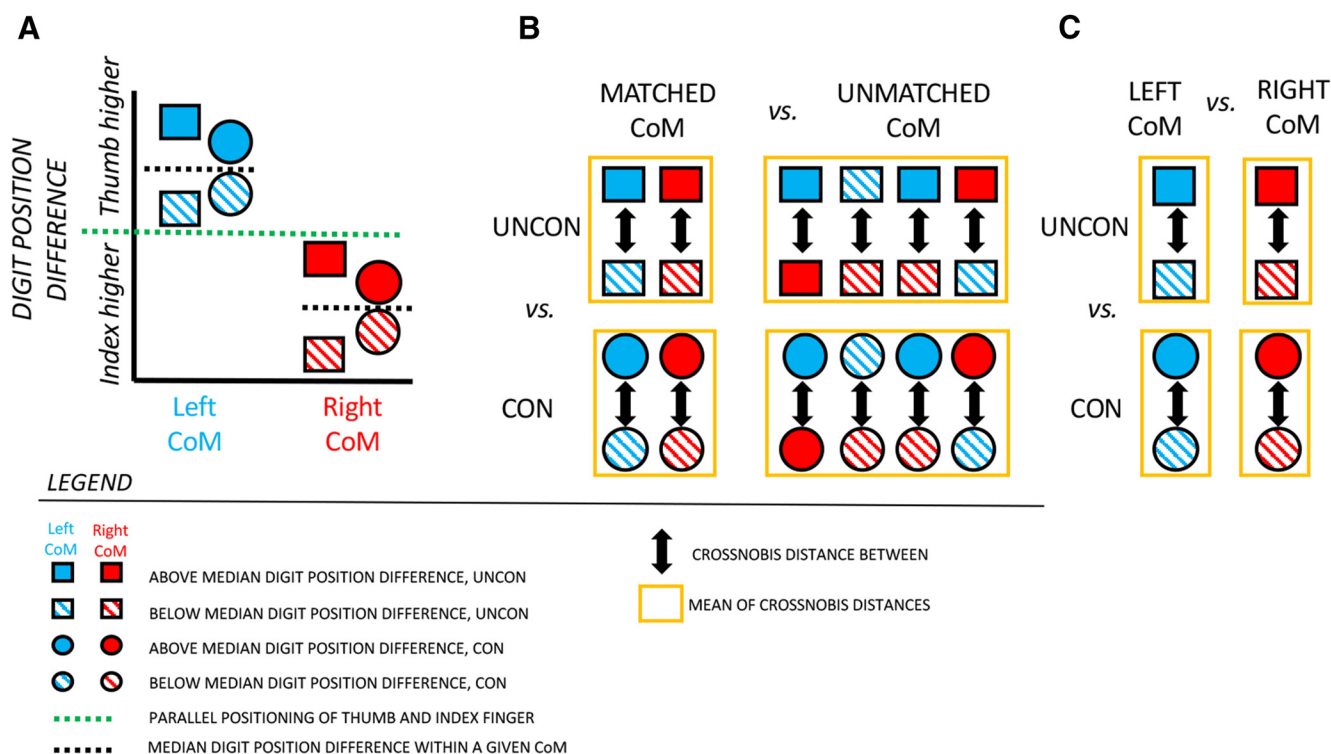 A
DIGIT POSITION
DIFFERENCE
Thumb higher
Index higher
Left
CoM
Right
CoM
B
MATCHED
CoM
vs.
UNMATCHED
CoM
UNCON
vs.
CON
C
LEFT
CoM
vs.
RIGHT
CoM
UNCON
vs.
CON
LEGEND
Left
CoM
Right
CoM
ABOVE MEDIAN DIGIT POSITION DIFFERENCE, UNCON
BELOW MEDIAN DIGIT POSITION DIFFERENCE, UNCON
ABOVE MEDIAN DIGIT POSITION DIFFERENCE, CON
BELOW MEDIAN DIGIT POSITION DIFFERENCE, CON
PARALLEL POSITIONING OF THUMB AND INDEX FINGER
MEDIAN DIGIT POSITION DIFFERENCE WITHIN A GIVEN CoM
CROSSNOBIS DISTANCE BETWEEN
MEAN OF CROSSNOBIS DISTANCES